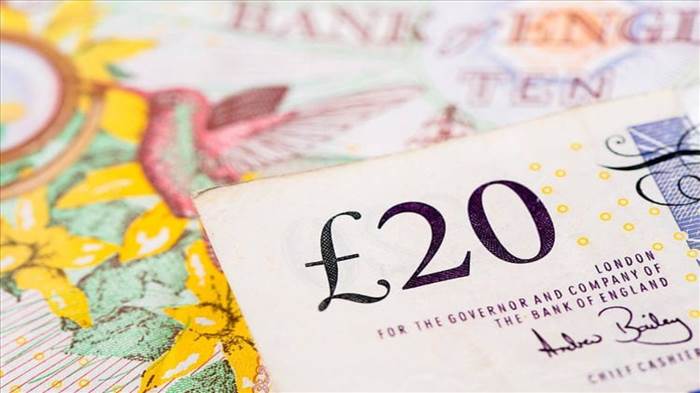 BANK of ENGL
TEN
£20
LONDON
FOR THE GOVERNOR AND COMPANY OF
THE BANK OF ENGLAND
Andrew Bailey
CHIEF CASHIER